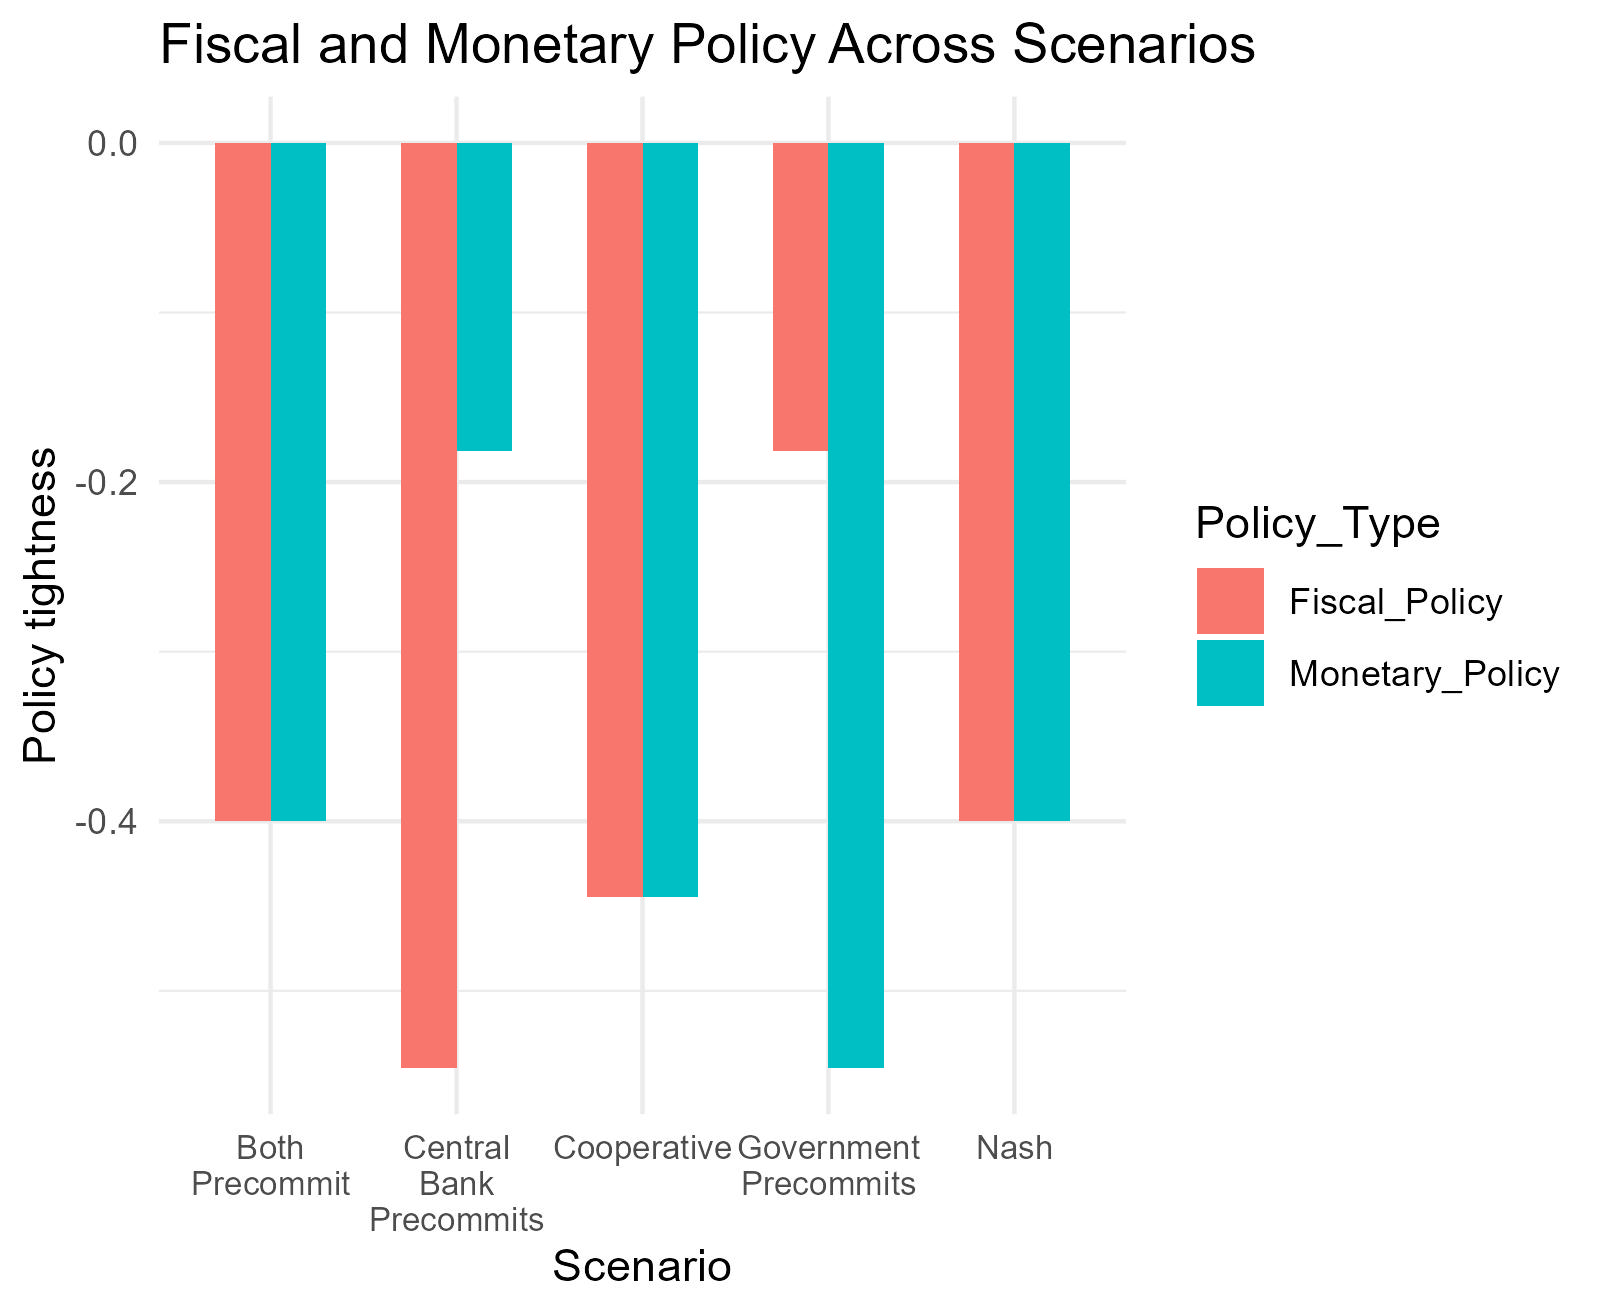 Fiscal and Monetary Policy Across Scenarios
0.0
-0.2
-0.4
Policy tightness
Both
Precommit
Central
Bank
Precommits
Cooperative
Government
Precommits
Nash
Scenario
Policy_Type
Fiscal_Policy
Monetary_Policy